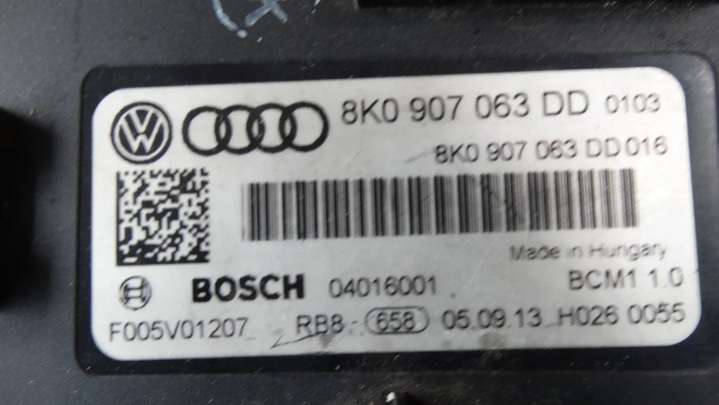 8K0 907 063 DD 0103
8K0 907 063 DD 016
Made in Hungary
BOSCH 04016001 BCM1 1.0
F005V01207 RB8- 658 05.09.13 H026 0055